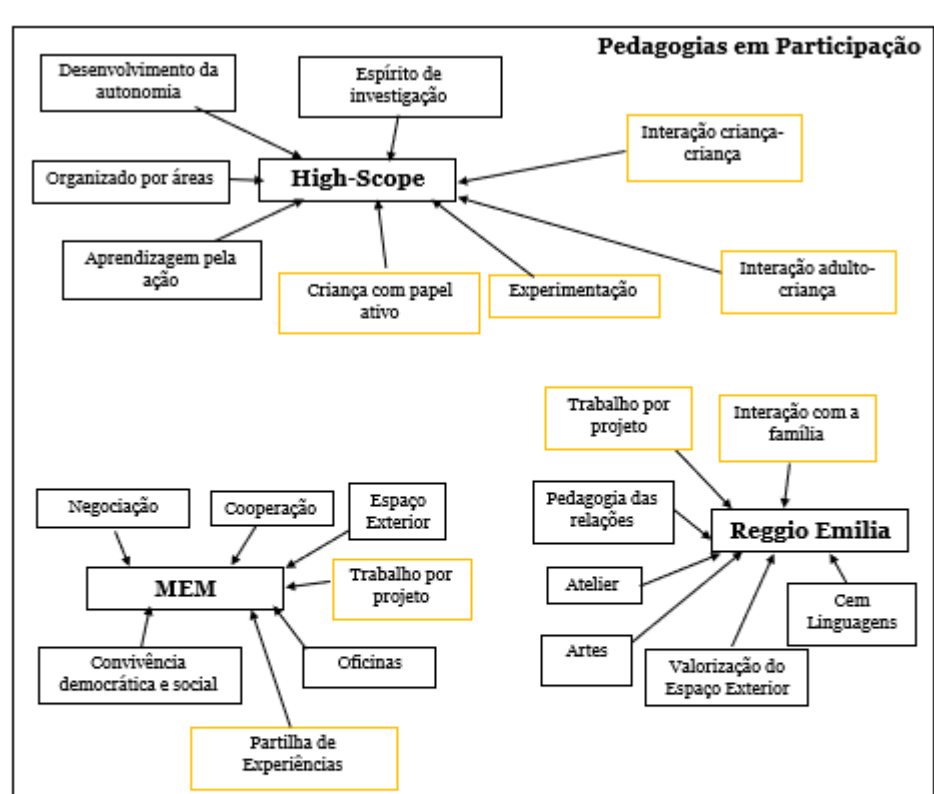 Pedagogias em Participação
Desenvolvimento da
autonomia
Espírito de
investigação
Interação criança-
criança
Organizado por áreas
High-Scope
Aprendizagem pela
ação
Criança com papel
ativo
Experimentação
Interação adulto-
criança
Negociação
Cooperação
Espaço
Exterior
MEM
Trabalho por
projeto
Convivência
democrática e social
Oficinas
Partilha de
Experiências
Trabalho por
projeto
Interação com a
família
Pedagogia das
relações
Reggio Emilia
Atelier
Artes
Valorização do
Espaço Exterior
Cem
Linguagens